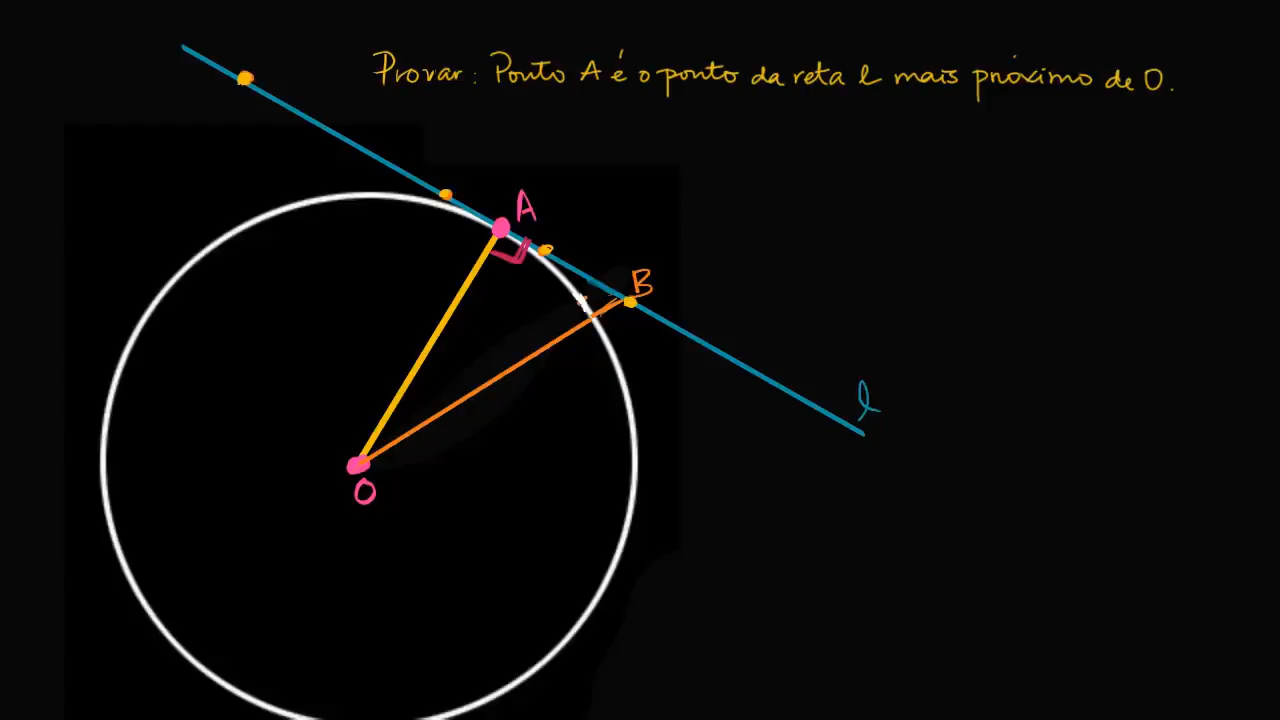 Provar: Ponto A é o ponto da reta l mais próximo de O.
A
B
l
O